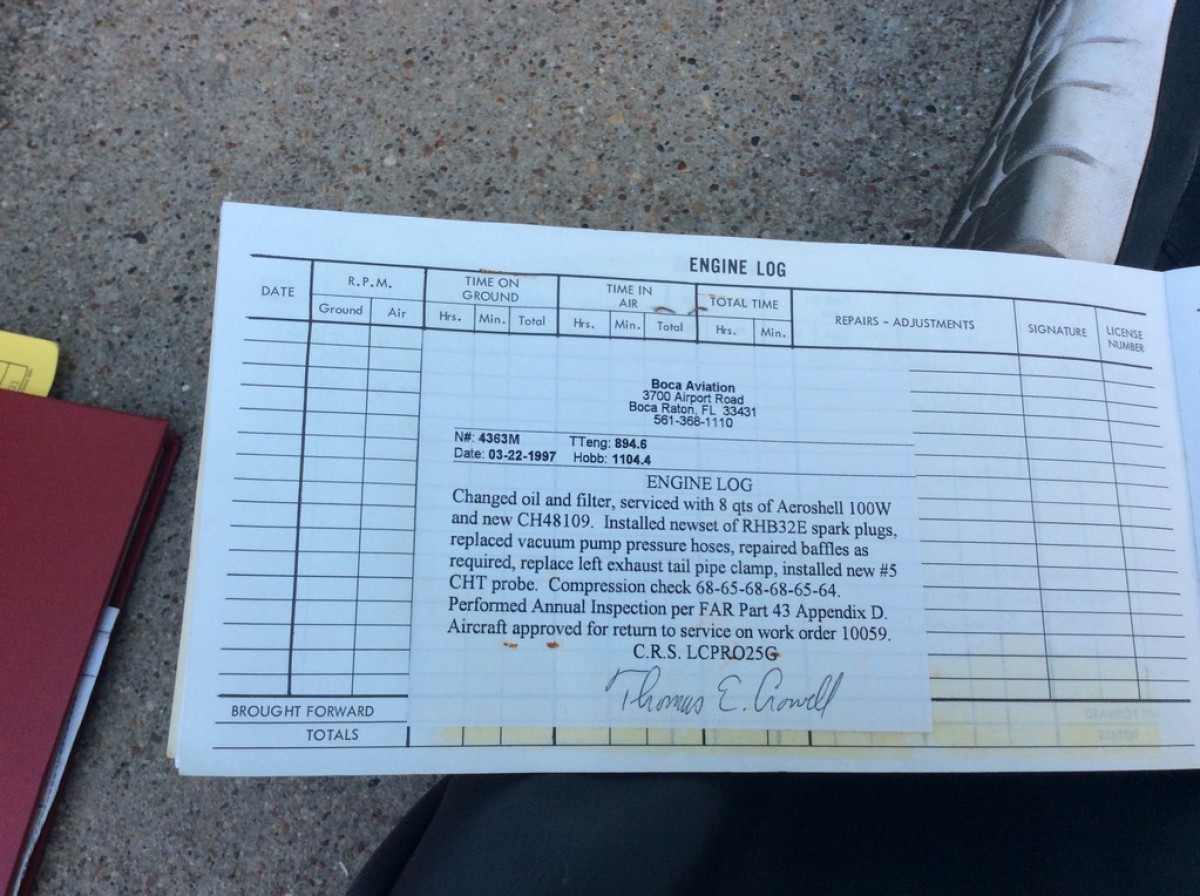 ENGINE LOG
DATE R.P.M. TIME ON GROUND TIME IN AIR TOTAL TIME REPAIRS - ADJUSTMENTS SIGNATURE LICENSE NUMBER
Ground Air Hrs. Min. Total Hrs. Min. Total Hrs. Min.
Boca Aviation
3700 Airport Road
Boca Raton, FL 33431
561-368-1110
N#: 4363M TTeng: 894.6
Date: 03-22-1997 Hobb: 1104.4
ENGINE LOG
Changed oil and filter, serviced with 8 qts of Aeroshell 100W
and new CH48109. Installed newset of RHB32E spark plugs,
replaced vacuum pump pressure hoses, repaired baffles as
required, replace left exhaust tail pipe clamp, installed new #5
CHT probe. Compression check 68-65-68-68-65-64.
Performed Annual Inspection per FAR Part 43 Appendix D.
Aircraft approved for return to service on work order 10059.
C.R.S. LCPRO25G
Thomas E. Crowell
BROUGHT FORWARD
TOTALS